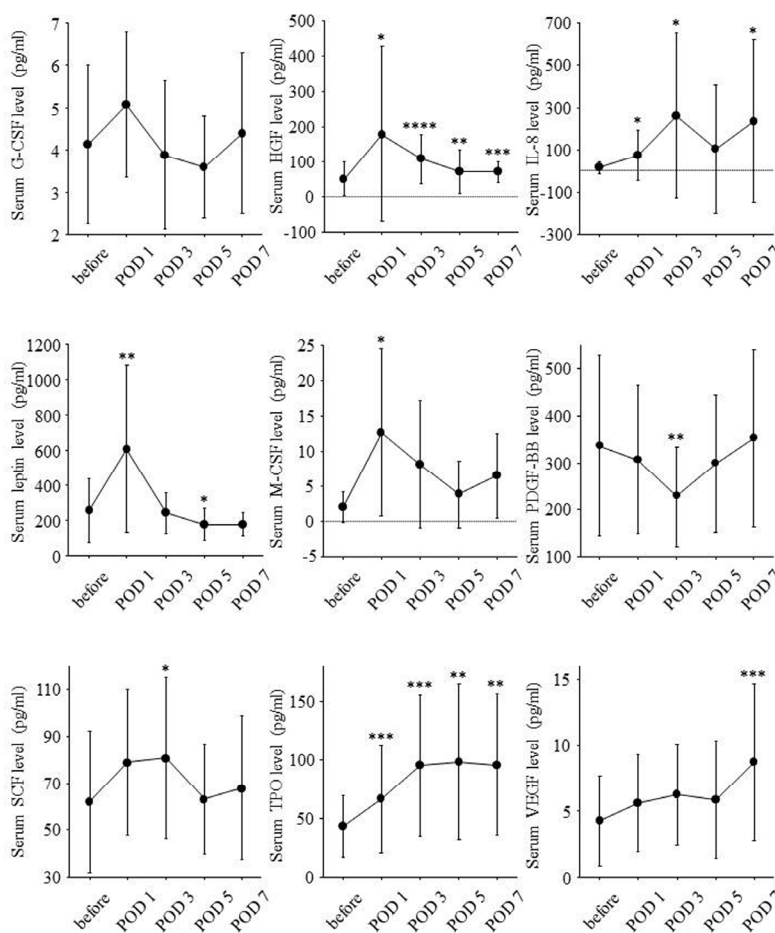 Serum G-CSF level (pg/ml)
7
6
5
4
3
2
before
POD 1
POD 3
POD 5
POD 7
Serum HGF level (pg/ml)
500
400
300
200
100
0
-100
*
****
**
***
before
POD 1
POD 3
POD 5
POD 7
Serum IL-8 level (pg/ml)
700
500
300
100
-100
-300
*
*
*
before
POD 1
POD 3
POD 5
POD 7
Serum leptin level (pg/ml)
1200
1000
800
600
400
200
0
**
*
before
POD 1
POD 3
POD 5
POD 7
Serum M-CSF level (pg/ml)
25
20
15
10
5
0
-5
*
before
POD 1
POD 3
POD 5
POD 7
Serum PDGF-BB level (pg/ml)
500
400
300
200
100
**
before
POD 1
POD 3
POD 5
POD 7
Serum SCF level (pg/ml)
110
90
70
50
30
*
before
POD 1
POD 3
POD 5
POD 7
Serum TPO level (pg/ml)
150
100
50
0
***
***
**
**
before
POD 1
POD 3
POD 5
POD 7
Serum VEGF level (pg/ml)
15
10
5
0
***
before
POD 1
POD 3
POD 5
POD 7